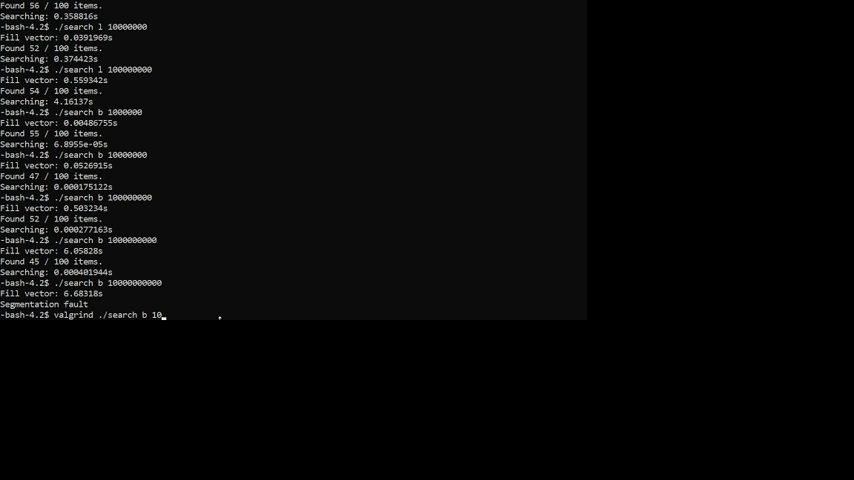 Found 56 / 100 items.
Searching: 0.358816s
-bash-4.2$ ./search l 10000000
Fill vector: 0.0391969s
Found 52 / 100 items.
Searching: 0.374423s
-bash-4.2$ ./search l 100000000
Fill vector: 0.559342s
Found 54 / 100 items.
Searching: 4.16137s
-bash-4.2$ ./search b 1000000
Fill vector: 0.00486755s
Found 55 / 100 items.
Searching: 6.8955e-05s
-bash-4.2$ ./search b 10000000
Fill vector: 0.0526915s
Found 47 / 100 items.
Searching: 0.000175122s
-bash-4.2$ ./search b 100000000
Fill vector: 0.503234s
Found 52 / 100 items.
Searching: 0.000277163s
-bash-4.2$ ./search b 1000000000
Fill vector: 6.05828s
Found 45 / 100 items.
Searching: 0.000401944s
-bash-4.2$ ./search b 10000000000
Fill vector: 6.68318s
Segmentation fault
-bash-4.2$ valgrind ./search b 10